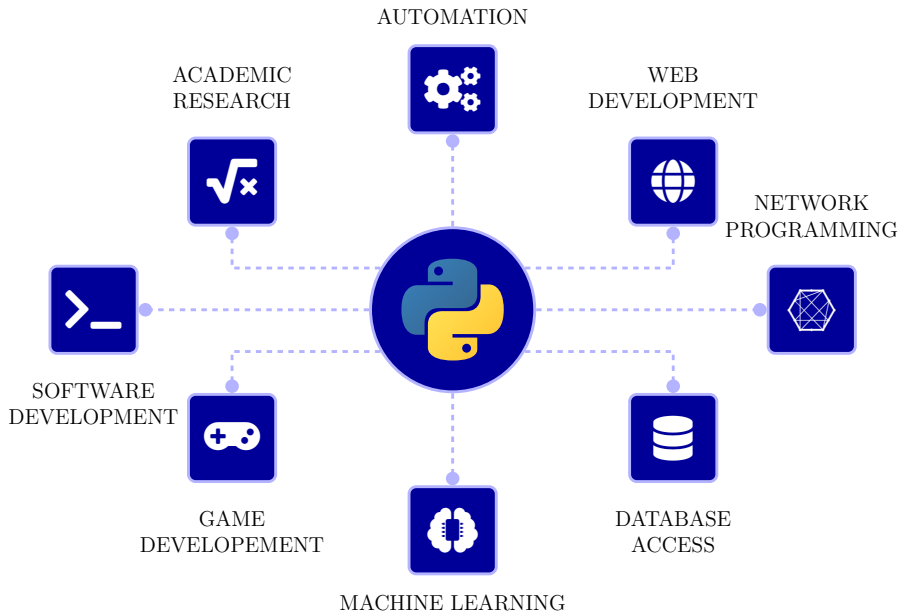 AUTOMATION
ACADEMIC
RESEARCH
WEB
DEVELOPMENT
NETWORK
PROGRAMMING
SOFTWARE
DEVELOPMENT
GAME
DEVELOPEMENT
DATABASE
ACCESS
MACHINE LEARNING